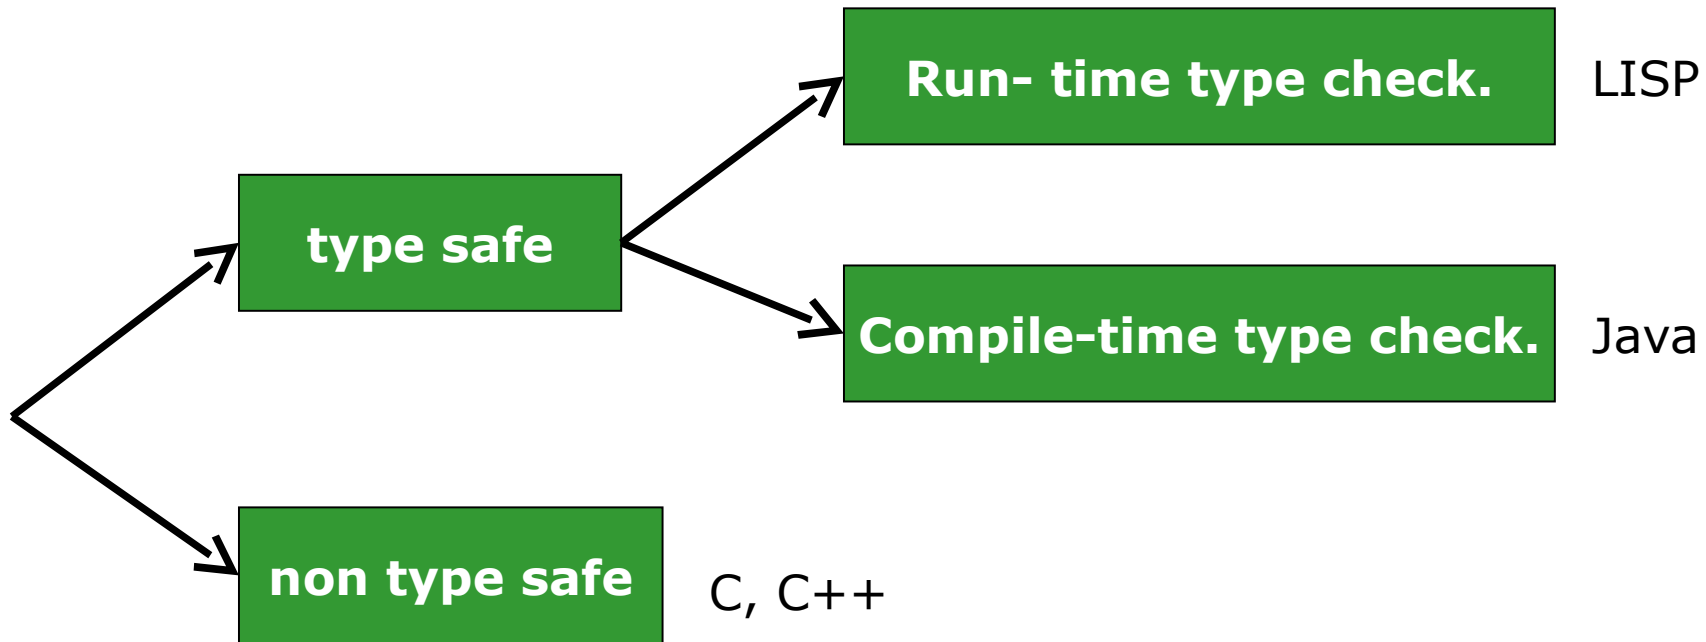 Run- time type check.
LISP
type safe
Compile-time type check.
Java
non type safe
C, C++